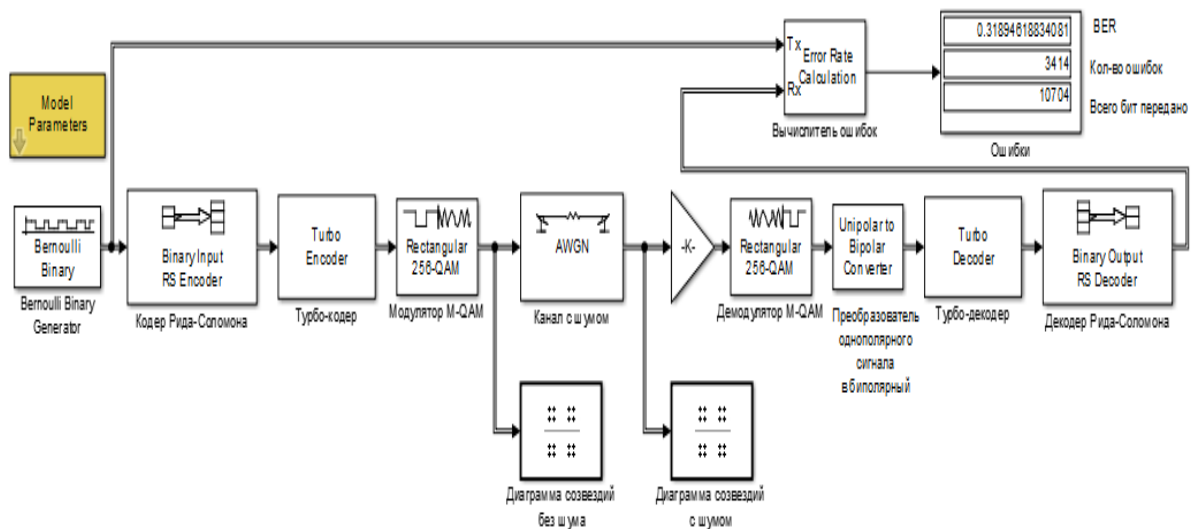 Model
Parameters
Bernoulli
Binary
Bernoulli Binary
Generator
Binary Input
RS Encoder
Кодер Рида-Соломона
Turbo
Encoder
Турбо-кодер
Rectangular
256-QAM
Модулятор M-QAM
AWGN
Канал с шумом
-K-
Rectangular
256-QAM
Демодулятор M-QAM
Unipolar to
Bipolar
Converter
Преобразователь
однополярного
сигнала
в биполярный
Turbo
Decoder
Турбо-декодер
Binary Output
RS Decoder
Декодер Рида-Соломона
Tx
Rx
Error Rate
Calculation
Вычислитель ошибок
0.31894618834081
3414
10704
BER
Кол-во ошибок
Всего бит передано
Ошибки
Диаграмма созвездий
без шума
Диаграмма созвездий
с шумом